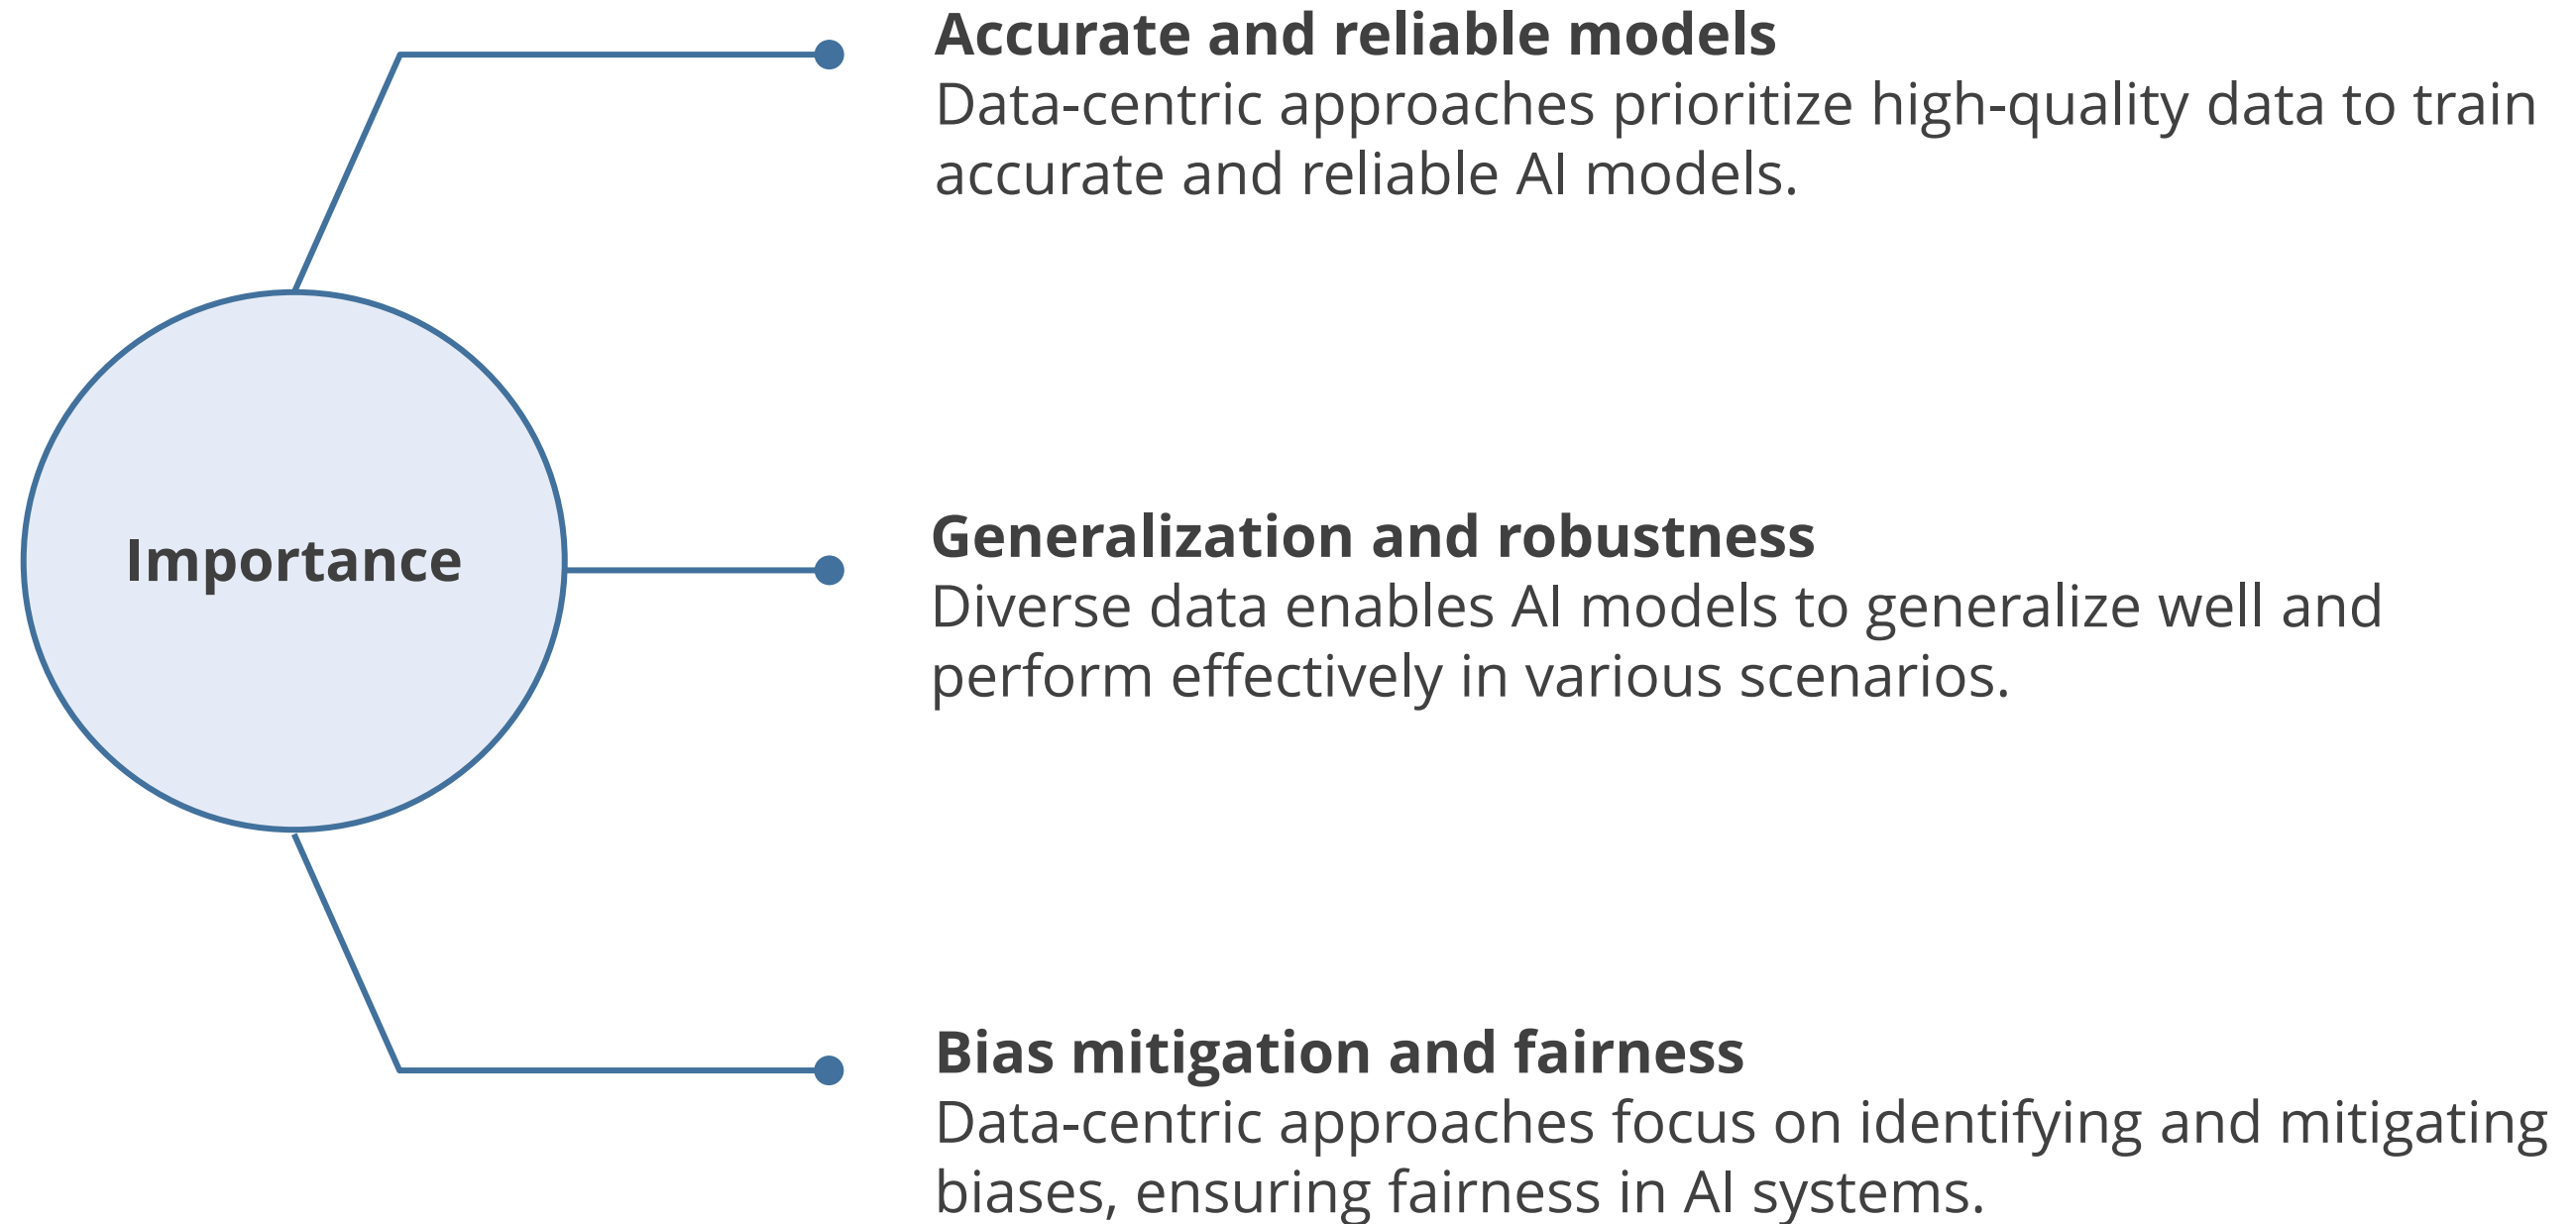 Accurate and reliable models
Data-centric approaches prioritize high-quality data to train
accurate and reliable AI models.
Importance
Generalization and robustness
Diverse data enables AI models to generalize well and
perform effectively in various scenarios.
Bias mitigation and fairness
Data-centric approaches focus on identifying and mitigating
biases, ensuring fairness in AI systems.